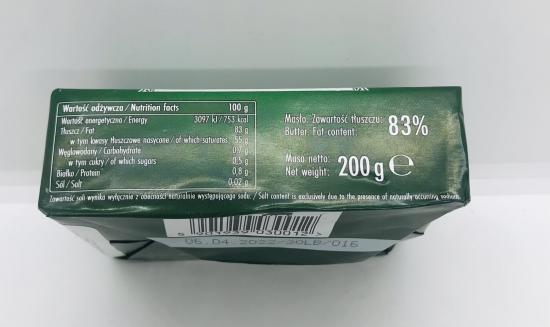 Wartość odżywcza / Nutrition facts 100 g
Wartość energetyczna / Energy 3097 kJ / 753 kcal
Tłuszcz / Fat 83 g
w tym kwasy tłuszczowe nasycone / of which saturates 55 g
Węglowodany / Carbohydrate
w tym cukry / of which sugars 0,5 g
Białko / Protein 0,8 g
Sól / Salt 0,02 g
Masło. Zawartość tłuszczu:
Butter. Fat content:
83%
Masa netto:
Net weight:
200 g e
Zawartość soli wynika wyłącznie z obecności naturalnie występującego sodu. / Salt content is exclusively due to the presence of naturally occurring sodium.
06.04.2022/30LB/016